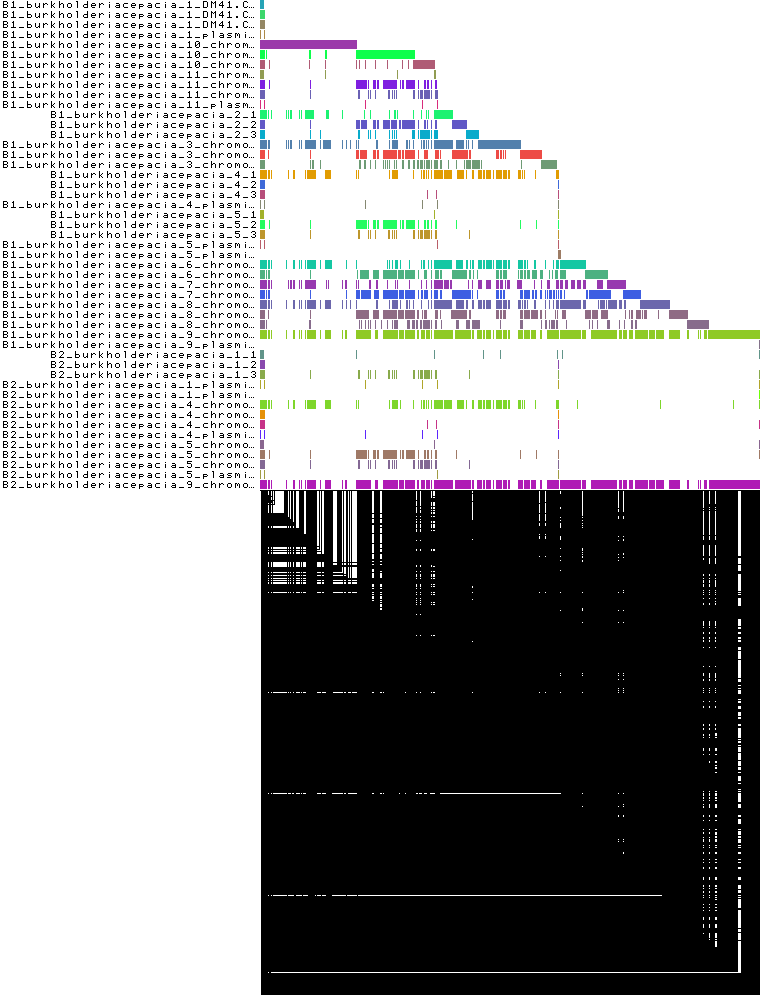 B1_burkholderiacepacia_1_DM41.C…
B1_burkholderiacepacia_1_DM41.C…
B1_burkholderiacepacia_1_DM41.C…
B1_burkholderiacepacia_1_plasmi…
B1_burkholderiacepacia_10_chrom…
B1_burkholderiacepacia_10_chrom…
B1_burkholderiacepacia_10_chrom…
B1_burkholderiacepacia_11_chrom…
B1_burkholderiacepacia_11_chrom…
B1_burkholderiacepacia_11_chrom…
B1_burkholderiacepacia_11_plasm…
B1_burkholderiacepacia_2_1
B1_burkholderiacepacia_2_2
B1_burkholderiacepacia_2_3
B1_burkholderiacepacia_3_chromo…
B1_burkholderiacepacia_3_chromo…
B1_burkholderiacepacia_3_chromo…
B1_burkholderiacepacia_4_1
B1_burkholderiacepacia_4_2
B1_burkholderiacepacia_4_3
B1_burkholderiacepacia_4_plasmi…
B1_burkholderiacepacia_5_1
B1_burkholderiacepacia_5_2
B1_burkholderiacepacia_5_3
B1_burkholderiacepacia_5_plasmi…
B1_burkholderiacepacia_5_plasmi…
B1_burkholderiacepacia_6_chromo…
B1_burkholderiacepacia_6_chromo…
B1_burkholderiacepacia_7_chromo…
B1_burkholderiacepacia_7_chromo…
B1_burkholderiacepacia_8_chromo…
B1_burkholderiacepacia_8_chromo…
B1_burkholderiacepacia_8_chromo…
B1_burkholderiacepacia_9_chromo…
B1_burkholderiacepacia_9_plasmi…
B2_burkholderiacepacia_1_1
B2_burkholderiacepacia_1_2
B2_burkholderiacepacia_1_3
B2_burkholderiacepacia_1_plasmi…
B2_burkholderiacepacia_1_plasmi…
B2_burkholderiacepacia_4_chromo…
B2_burkholderiacepacia_4_chromo…
B2_burkholderiacepacia_4_chromo…
B2_burkholderiacepacia_4_plasmi…
B2_burkholderiacepacia_5_chromo…
B2_burkholderiacepacia_5_chromo…
B2_burkholderiacepacia_5_chromo…
B2_burkholderiacepacia_5_plasmi…
B2_burkholderiacepacia_9_chromo…